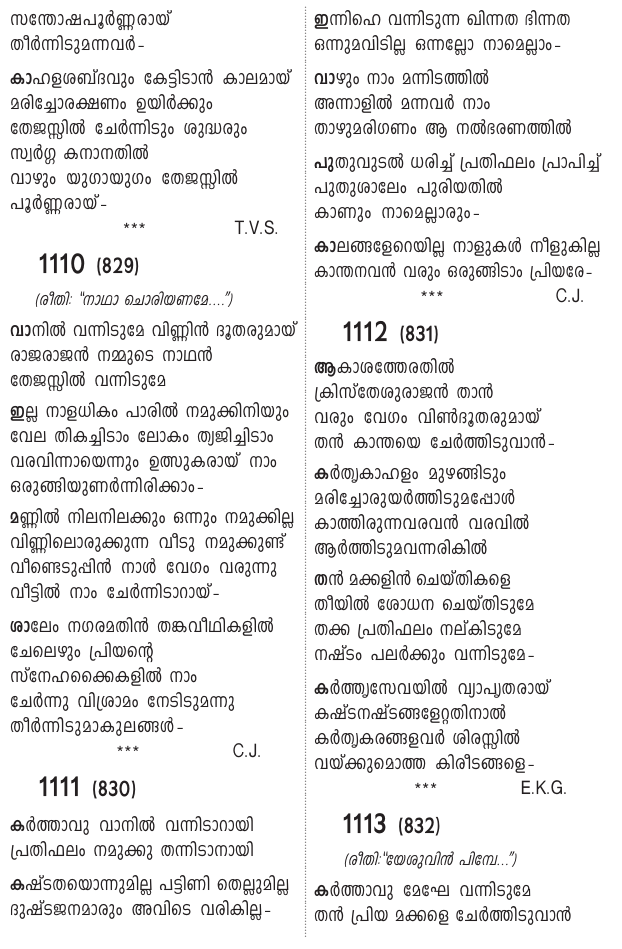 സന്തോഷപൂർണ്ണരായ്
തീർന്നിടുമന്നവർ-
കാഹളശബ്ദവും കേട്ടിടാൻ കാലമായ്
മരിച്ചോരക്ഷണം ഉയിർക്കും
തേജസ്സിൽ ചേർന്നിടും ശുദ്ധരും
സ്വർഗ്ഗ കനാനതിൽ
വാഴും യുഗായുഗം തേജസ്സിൽ
പൂർണ്ണരായ്-
*** T.V.S.
1110 (829)
(രീതി: "നാഥാ ചൊരിയണമേ....")
വാനിൽ വന്നിടുമേ വിണ്ണിൻ ദൂതരുമായ്
രാജരാജൻ നമ്മുടെ നാഥൻ
തേജസ്സിൽ വന്നിടുമേ
ഇല്ല നാളധികം പാരിൽ നമുക്കിനിയും
വേല തികച്ചിടാം ലോകം ത്വജിച്ചിടാം
വരവിന്നായെന്നും ഉത്സുകരായ് നാം
ഒരുങ്ങിയുണർന്നിരിക്കാം-
മണ്ണിൽ നിലനിലക്കും ഒന്നും നമുക്കില്ല
വിണ്ണിലൊരുക്കുന്ന വീടു നമുക്കുണ്ട്
വീണ്ടെടുപ്പിൻ നാൾ വേഗം വരുന്നു
വീട്ടിൽ നാം ചേർന്നിടാറായ്-
ശാലേം നഗരമതിൻ തങ്കവീഥികളിൽ
ചേലെഴും പ്രിയന്റെ
സ്നേഹക്കൈകളിൽ നാം
ചേർന്നു വിശ്രാമം നേടിടുമന്നു
തീർന്നിടുമാകുലങ്ങൾ-
*** C.J.
1111 (830)
കർത്താവു വാനിൽ വന്നിടാറായി
പ്രതിഫലം നമുക്കു തന്നിടാനായി
കഷ്ടതയൊന്നുമില്ല പട്ടിണി തെല്ലുമില്ല
ദുഷ്ടജനമാരും അവിടെ വരികില്ല-
ഇന്നിഹെ വന്നിടുന്ന ഖിന്നത ഭിന്നത
ഒന്നുമവിടില്ല ഒന്നല്ലോ നാമെല്ലാം-
വാഴും നാം മന്നിടത്തിൽ
അന്നാളിൽ മന്നവർ നാം
താഴുമരിഗണം ആ നൽഭരണത്തിൽ
പുതുവുടൽ ധരിച്ച് പ്രതിഫലം പ്രാപിച്ച്
പുതുശാലേം പുരിയതിൽ
കാണും നാമെല്ലാരും-
കാലങ്ങളേറെയില്ല നാളുകൾ നീളുകില്ല
കാന്തനവൻ വരും ഒരുങ്ങിടാം പ്രിയരേ-
*** C.J.
1112 (831)
ആകാശത്തേരതിൽ
ക്രിസ്തേശുരാജൻ താൻ
വരും വേഗം വിൺദൂതരുമായ്
തൻ കാന്തയെ ചേർത്തിടുവാൻ-
കർതൃകാഹളം മുഴങ്ങിടും
മരിച്ചോരുയർത്തിടുമപ്പോൾ
കാത്തിരുന്നവരവൻ വരവിൽ
ആർത്തിടുമവന്നരികിൽ
തൻ മക്കളിൻ ചെയ്തികളെ
തീയിൽ ശോധന ചെയ്തിടുമേ
തക്ക പ്രതിഫലം നല്കിടുമേ
നഷ്ടം പലർക്കും വന്നിടുമേ-
കർത്തൃസേവയിൽ വ്യാപൃതരായ്
കഷ്ടനഷ്ടങ്ങളേറ്റതിനാൽ
കർതൃകരങ്ങളവർ ശിരസ്സിൽ
വയ്ക്കുമൊത്ത കിരീടങ്ങളെ-
*** E.K.G.
1113 (832)
(രീതി:"യേശുവിൻ പിമ്പേ...")
കർത്താവു മേഘേ വന്നിടുമേ
തൻ പ്രിയ മക്കളെ ചേർത്തിടുവാൻ